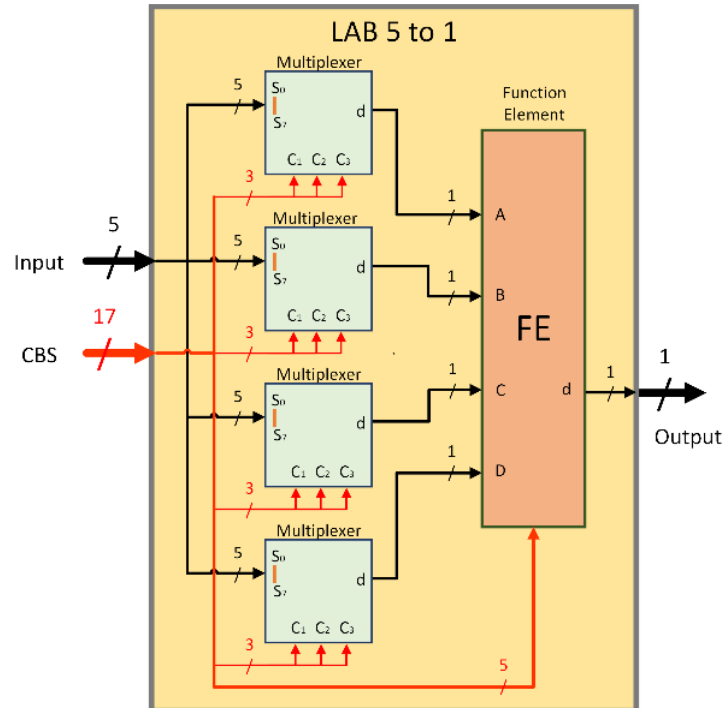 LAB 5 to 1
Multiplexer
5
S₀
S₇
d
C₁ C₂ C₃
3
Function
Element
1
A
Multiplexer
5
S₀
S₇
d
C₁ C₂ C₃
3
1
B
Input
5
CBS
17
FE
Multiplexer
5
S₀
S₇
d
C₁ C₂ C₃
3
1
C
d
1
1
Output
1
D
Multiplexer
5
S₀
S₇
d
C₁ C₂ C₃
3
5